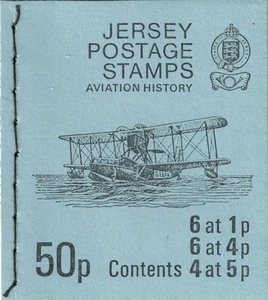 JERSEY
POSTAGE
STAMPS
AVIATION HISTORY
6 at 1p
6 at 4p
50p Contents 4 at 5p